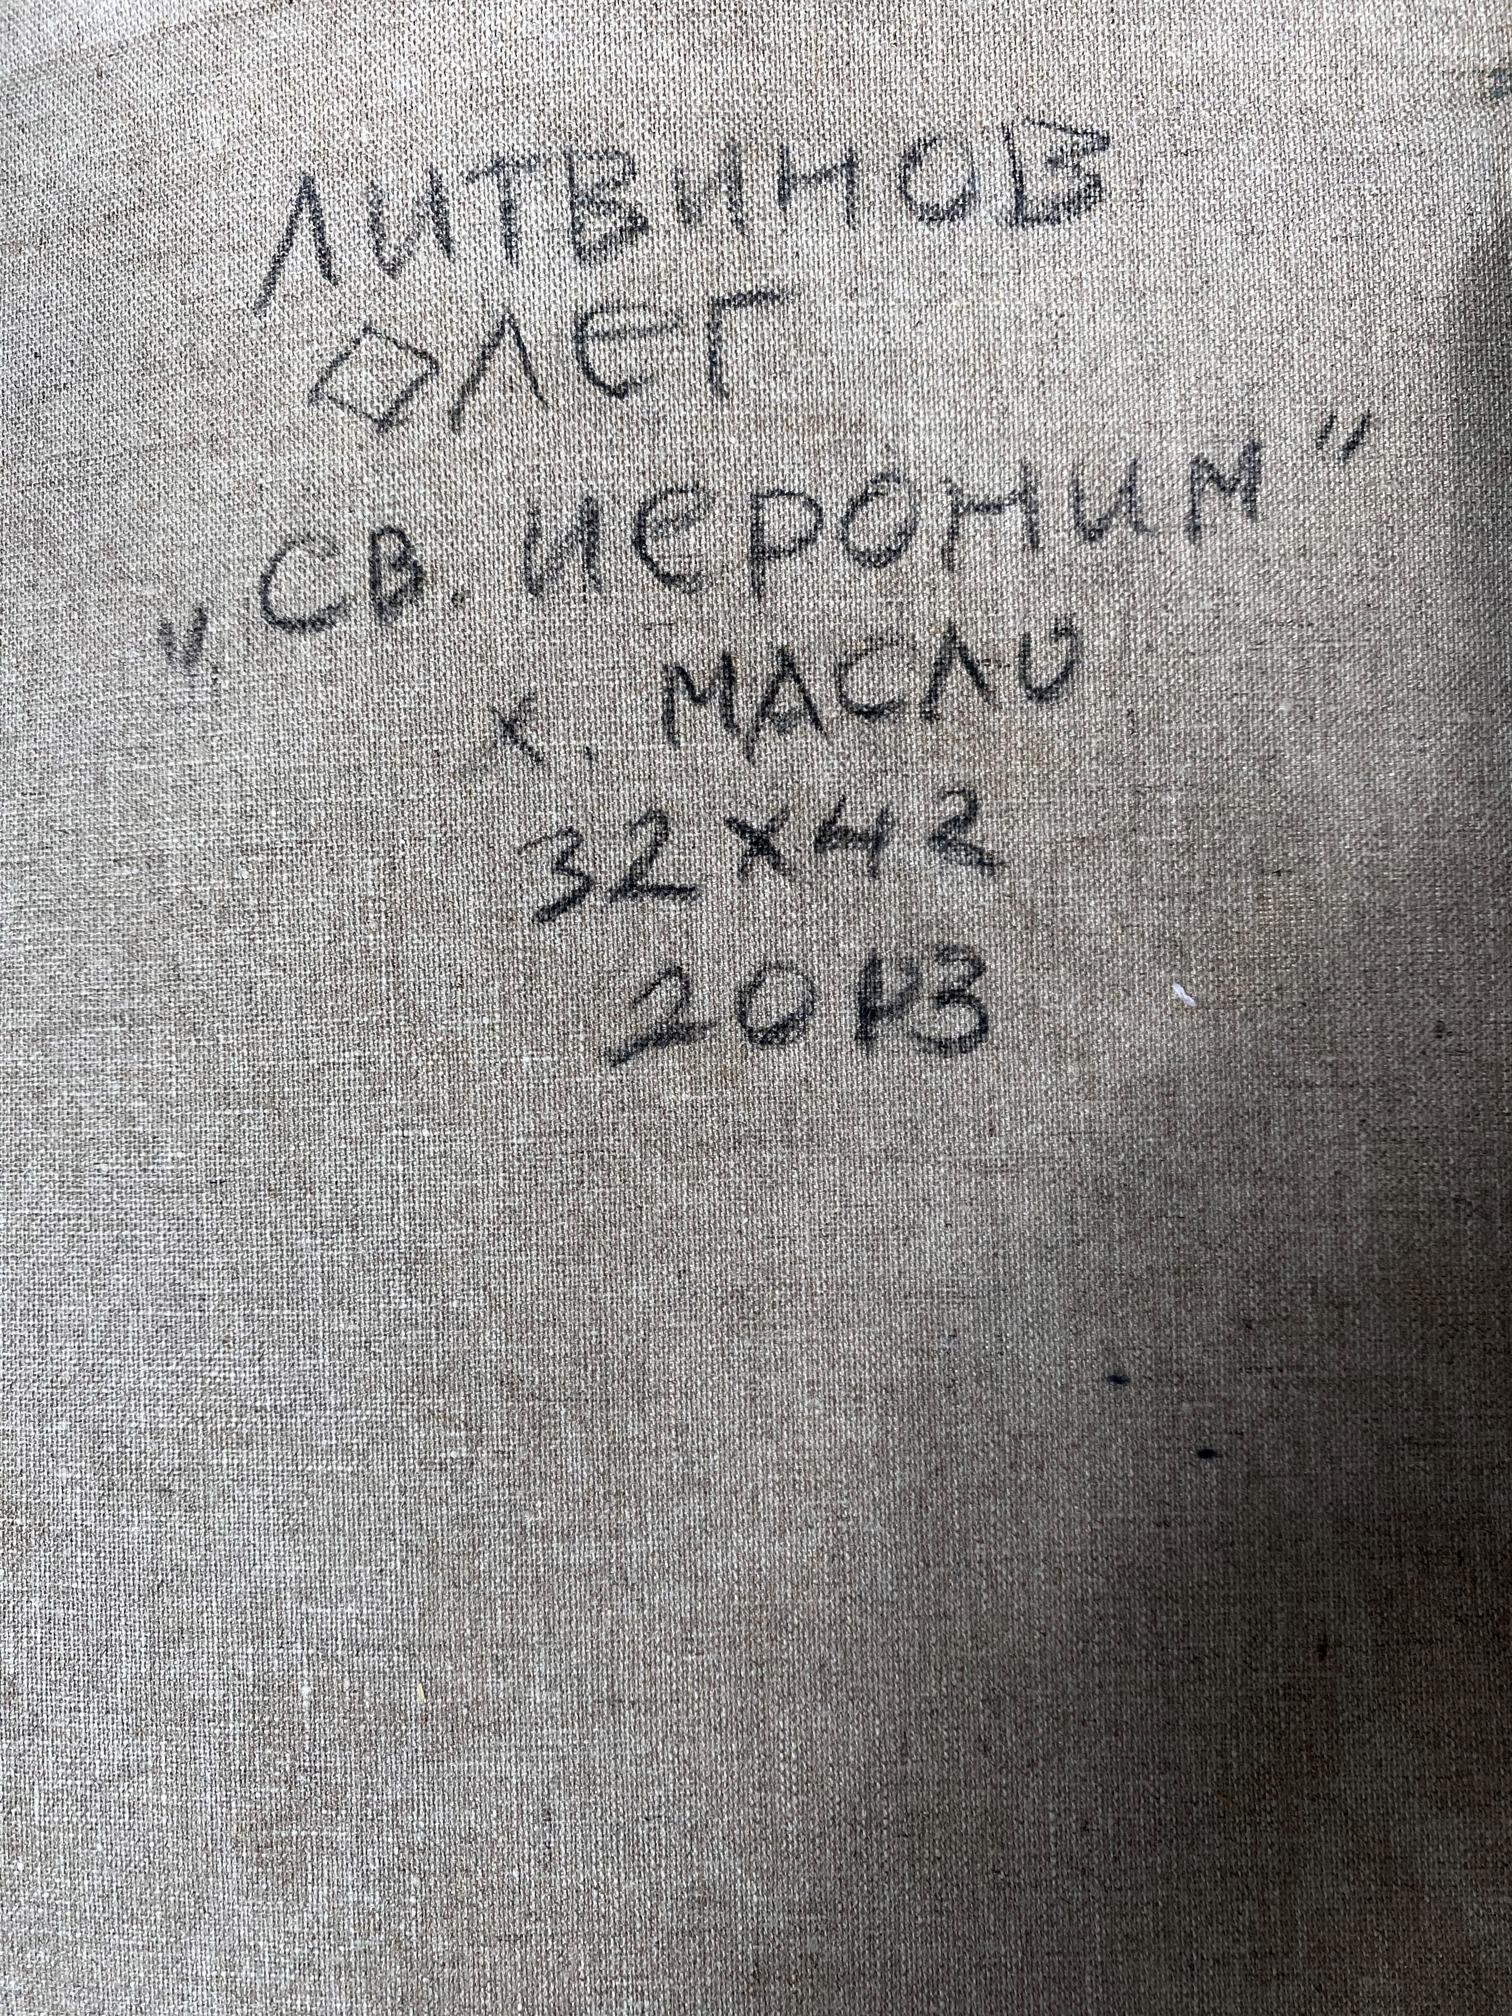 ЛИТВИНОВ
ОЛЕГ
„СВ. ИЕРОНИМ”
х. МАСЛО
32х42
2013